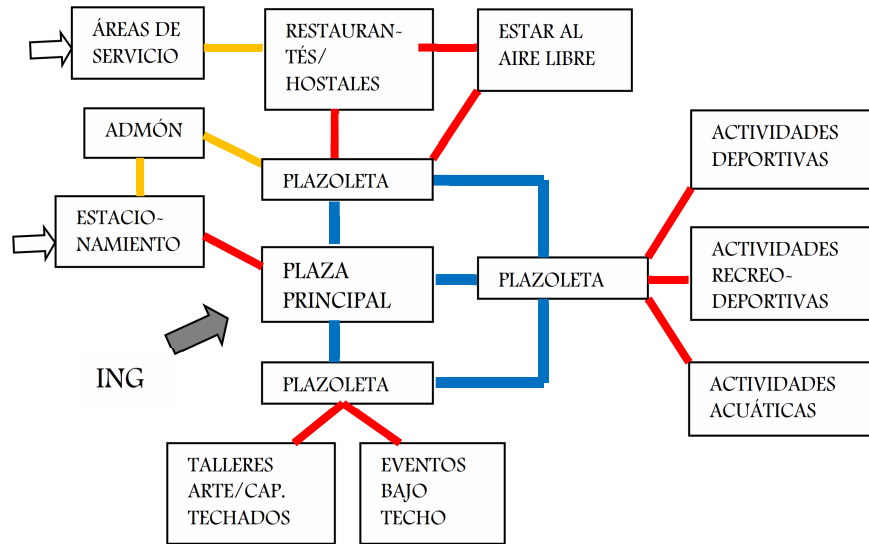 ÁREAS DE
SERVICIO
RESTAURAN-
TÉS/
HOSTALES
ESTAR AL
AIRE LIBRE
ADMÓN
PLAZOLETA
ACTIVIDADES
DEPORTIVAS
ESTACIO-
NAMIENTO
PLAZA
PRINCIPAL
PLAZOLETA
ACTIVIDADES
RECREO-
DEPORTIVAS
ING
PLAZOLETA
ACTIVIDADES
ACUÁTICAS
TALLERES
ARTE/CAP.
TECHADOS
EVENTOS
BAJO
TECHO